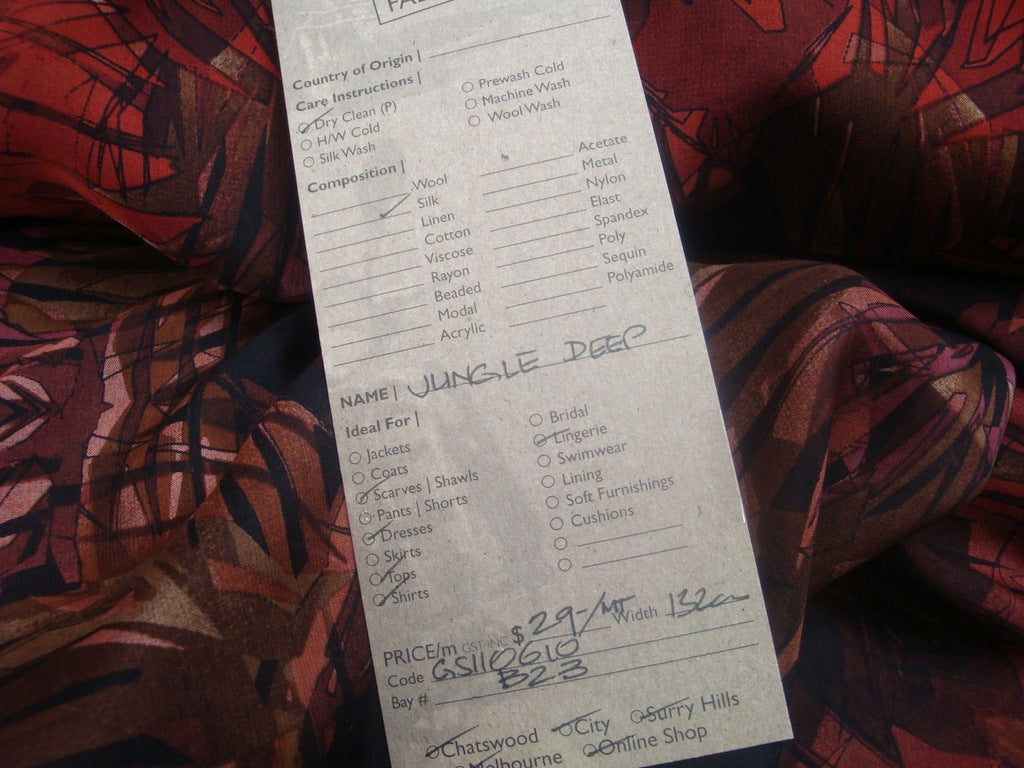 Country of Origin |
Care Instructions |
Dry Clean (P)
H/W Cold
Silk Wash
Prewash Cold
Machine Wash
Wool Wash
Composition |
Wool
Silk
Linen
Cotton
Viscose
Rayon
Beaded
Modal
Acrylic
Acetate
Metal
Nylon
Elast
Spandex
Poly
Sequin
Polyamide
NAME | JUNGLE DEEP
Ideal For |
Jackets
Coats
Scarves | Shawls
Pants | Shorts
Dresses
Skirts
Tops
Shirts
Bridal
Lingerie
Swimwear
Lining
Soft Furnishings
Cushions
PRICE/m GST INC $ 29-/MT Width 132cm
Code GS110610
Bay # B23
Chatswood City Surry Hills
Melbourne Online Shop